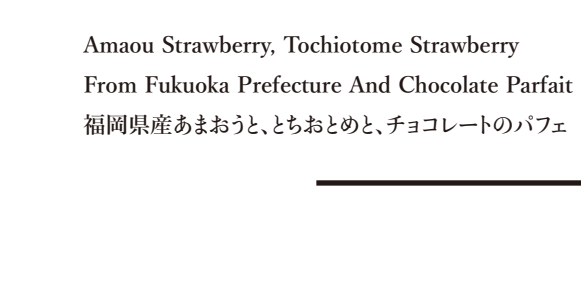 Amaou Strawberry, Tochiotome Strawberry
From Fukuoka Prefecture And Chocolate Parfait
福岡県産あまおうと、とちおとめと、チョコレートのパフェ